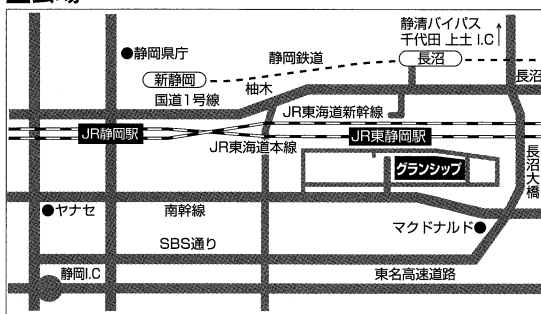 静清バイパス
千代田 上土 I.C
●静岡県庁
静岡鉄道
長沼
新静岡
柚木
長沼
国道1号線
JR東海道新幹線
JR静岡駅
JR東静岡駅
JR東海道本線
長沼大橋
グランシップ
●ヤナセ
南幹線
マクドナルド●
SBS通り
静岡I.C
東名高速道路